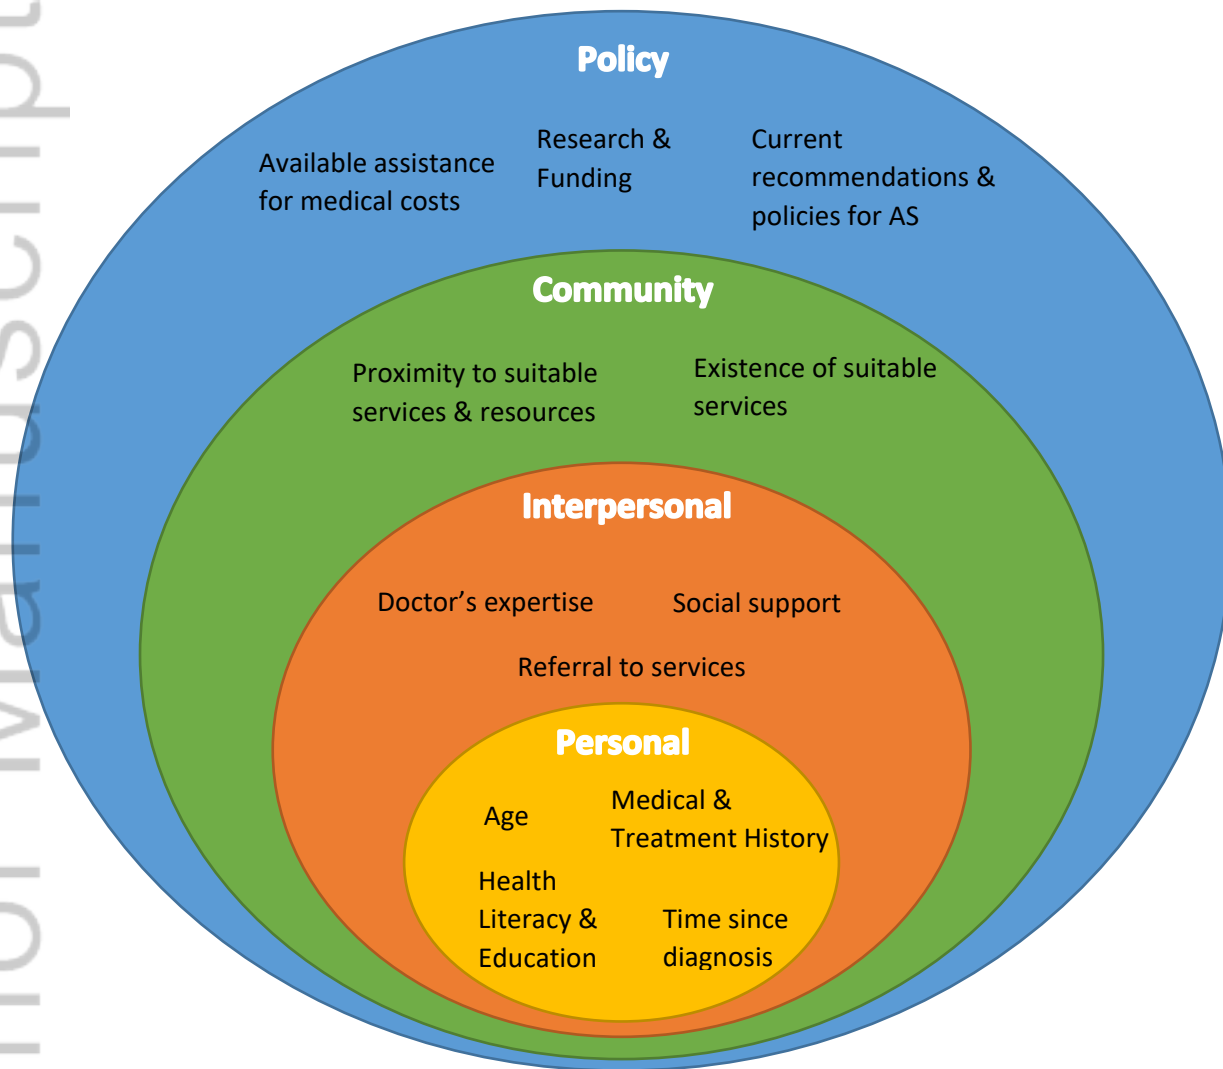 Policy
Available assistance
for medical costs
Research &
Funding
Current
recommendations &
policies for AS
Community
Proximity to suitable
services & resources
Existence of suitable
services
Interpersonal
Doctor’s expertise
Social support
Referral to services
Personal
Age
Medical &
Treatment History
Health
Literacy &
Education
Time since
diagnosis